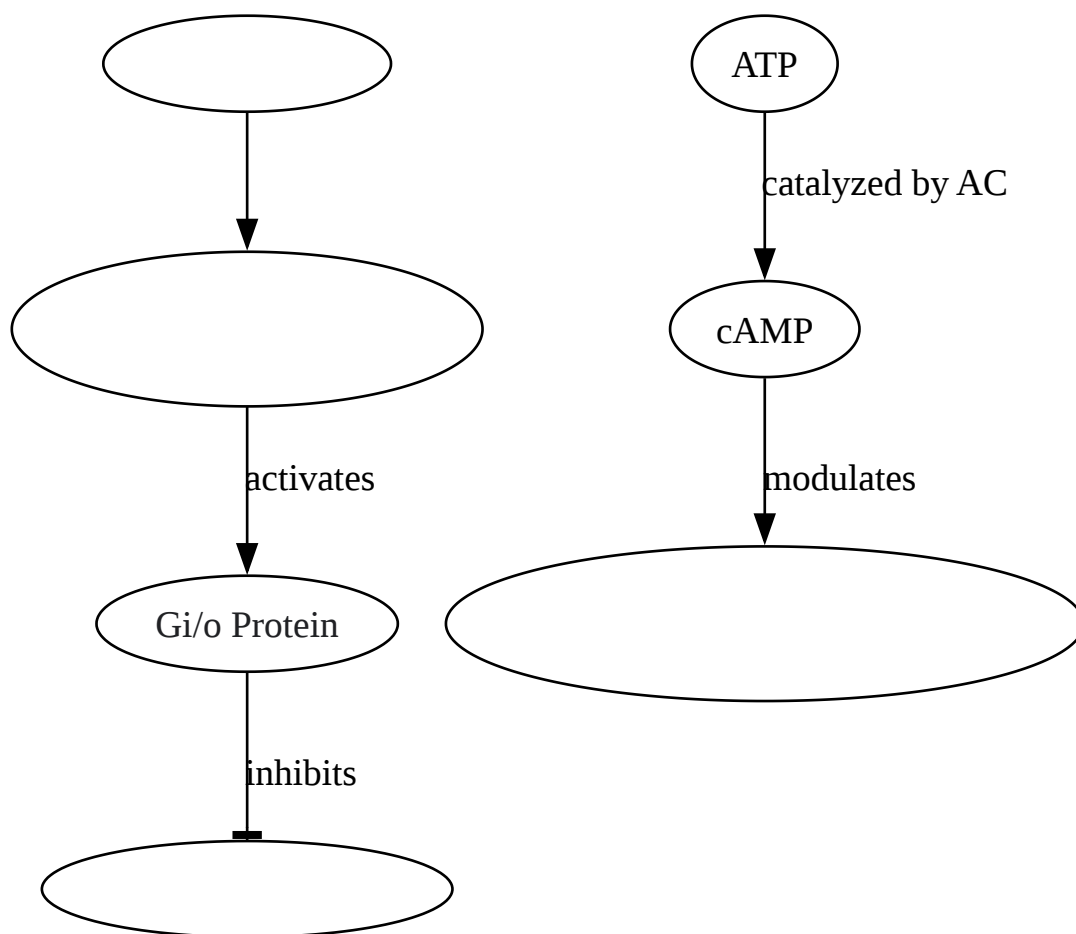 ATP
catalyzed by AC
cAMP
activates
modulates
Gi/o Protein
inhibits